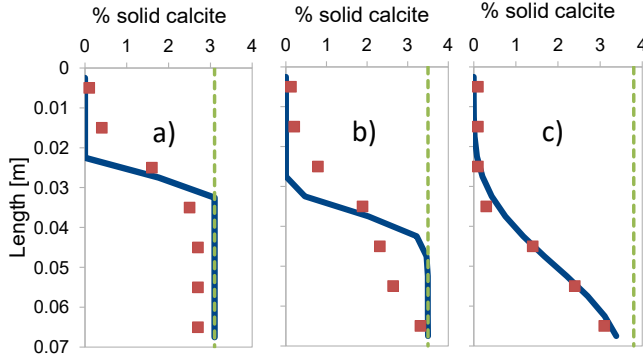 % solid calcite % solid calcite % solid calcite
0 1 2 3 4 0 1 2 3 4 0 1 2 3 4
0
0.01
0.02
0.03
0.04
0.05
0.06
0.07
Length [m]
a) b) c)